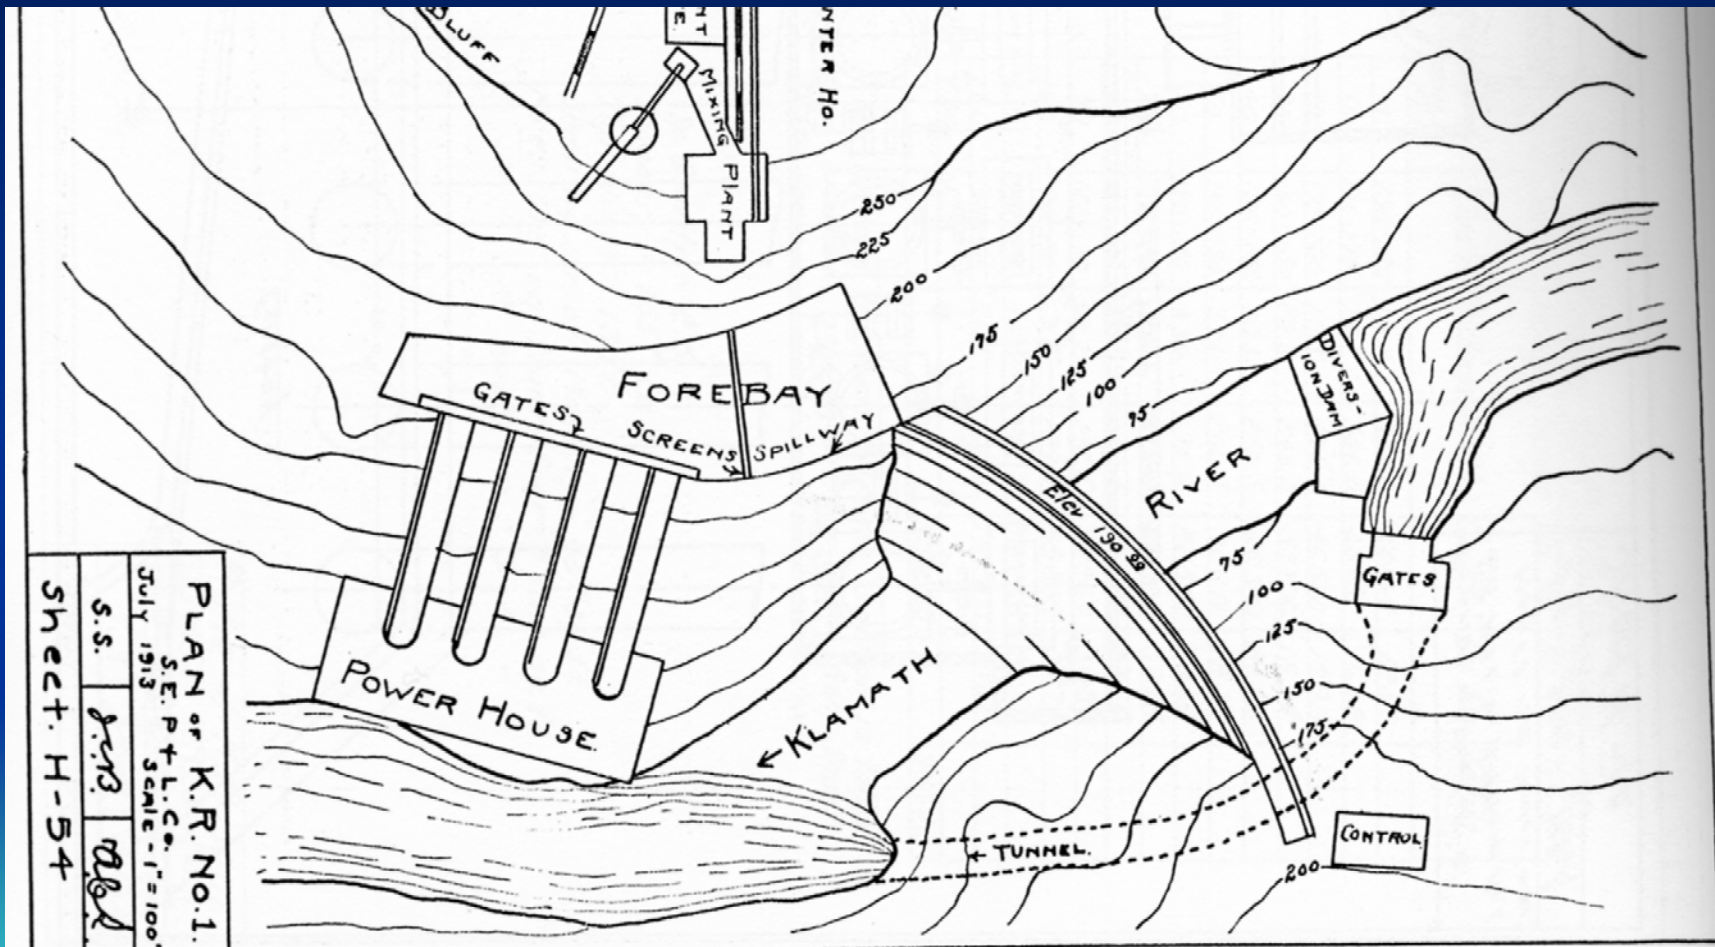 BLUFF
MIXING
PLANT
NTER HO.
250
225
200
175
150
125
100
75
FOREBAY
GATES
SCREENS
SPILLWAY
DIVERS-
ION DAM
RIVER
Elev 190
75
100
125
150
175
200
GATES
POWER HOUSE.
← KLAMATH
← TUNNEL.
CONTROL
PLAN OF K.R. NO.1.
S.E.P & L.Co.
July 1913 SCALE - 1" = 100'
S.S.
Sheet. H-54